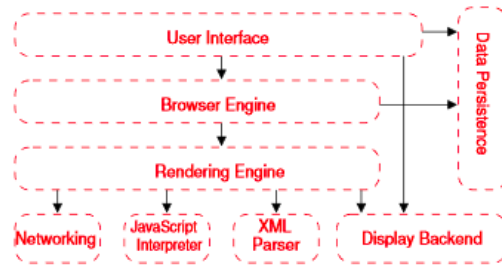 User Interface
Data Persistence
Browser Engine
Rendering Engine
Networking
JavaScript
Interpreter
XML
Parser
Display Backend